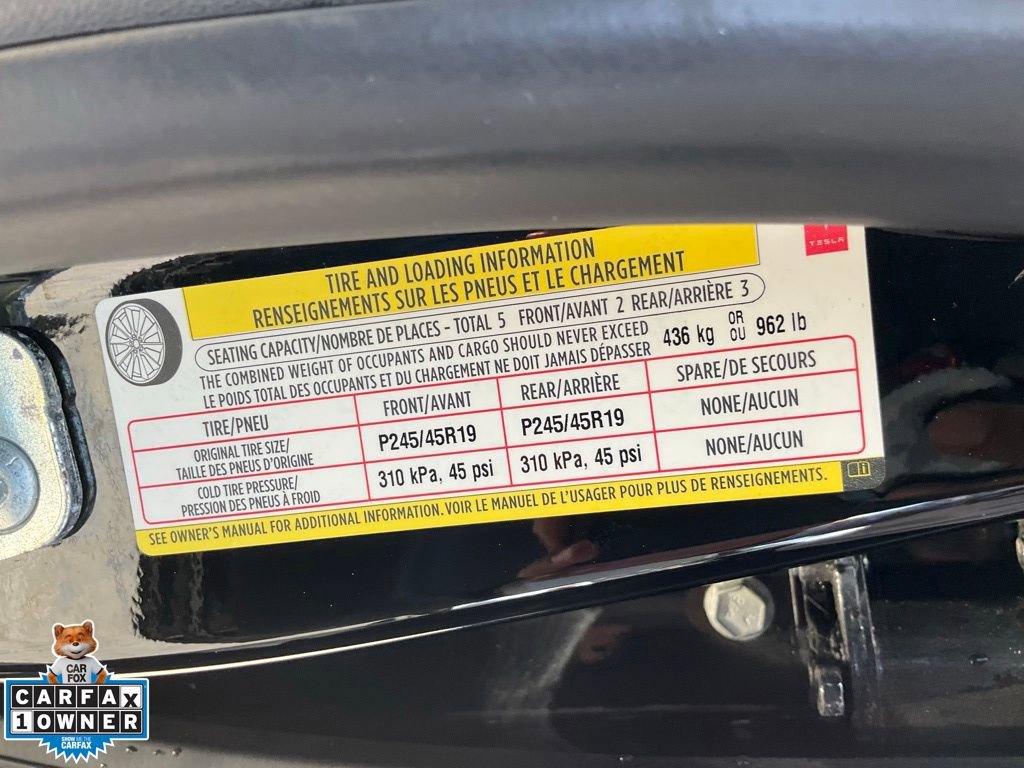 TESLA
TIRE AND LOADING INFORMATION
RENSEIGNEMENTS SUR LES PNEUS ET LE CHARGEMENT
SEATING CAPACITY/NOMBRE DE PLACES - TOTAL 5 FRONT/AVANT 2 REAR/ARRIÈRE 3
THE COMBINED WEIGHT OF OCCUPANTS AND CARGO SHOULD NEVER EXCEED
LE POIDS TOTAL DES OCCUPANTS ET DU CHARGEMENT NE DOIT JAMAIS DÉPASSER
436 kg OR OU 962 lb
TIRE/PNEU FRONT/AVANT REAR/ARRIÈRE SPARE/DE SECOURS
ORIGINAL TIRE SIZE/
TAILLE DES PNEUS D'ORIGINE
P245/45R19 P245/45R19 NONE/AUCUN
COLD TIRE PRESSURE/
PRESSION DES PNEUS À FROID
310 kPa, 45 psi 310 kPa, 45 psi NONE/AUCUN
SEE OWNER'S MANUAL FOR ADDITIONAL INFORMATION. VOIR LE MANUEL DE L'USAGER POUR PLUS DE RENSEIGNEMENTS.
CAR
FOX
CARFAX
1 OWNER
SHOW ME THE
CARFAX